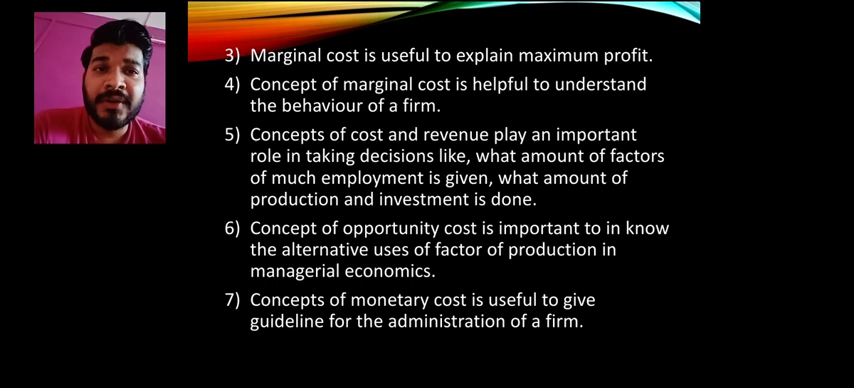 3) Marginal cost is useful to explain maximum profit.
4) Concept of marginal cost is helpful to understand
the behaviour of a firm.
5) Concepts of cost and revenue play an important
role in taking decisions like, what amount of factors
of much employment is given, what amount of
production and investment is done.
6) Concept of opportunity cost is important to in know
the alternative uses of factor of production in
managerial economics.
7) Concepts of monetary cost is useful to give
guideline for the administration of a firm.